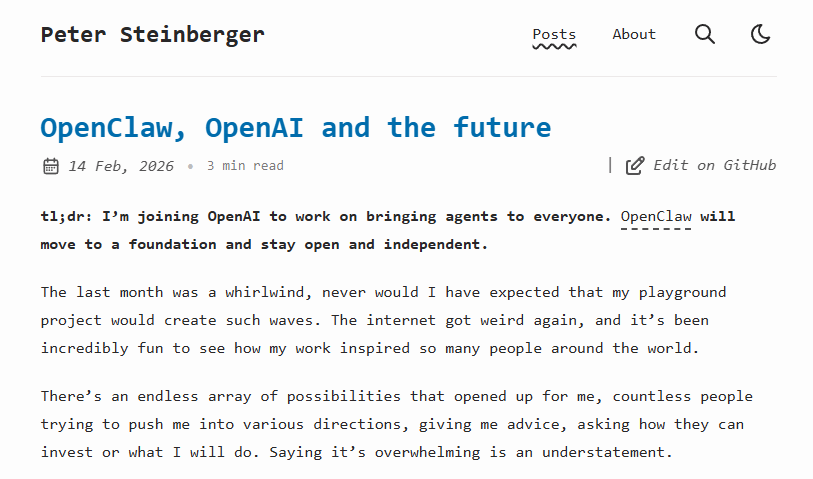 Peter Steinberger
Posts
About
OpenClaw, OpenAI and the future
14 Feb, 2026 • 3 min read
| Edit on GitHub
tl;dr: I’m joining OpenAI to work on bringing agents to everyone. OpenClaw will
move to a foundation and stay open and independent.
The last month was a whirlwind, never would I have expected that my playground
project would create such waves. The internet got weird again, and it’s been
incredibly fun to see how my work inspired so many people around the world.
There’s an endless array of possibilities that opened up for me, countless people
trying to push me into various directions, giving me advice, asking how they can
invest or what I will do. Saying it’s overwhelming is an understatement.